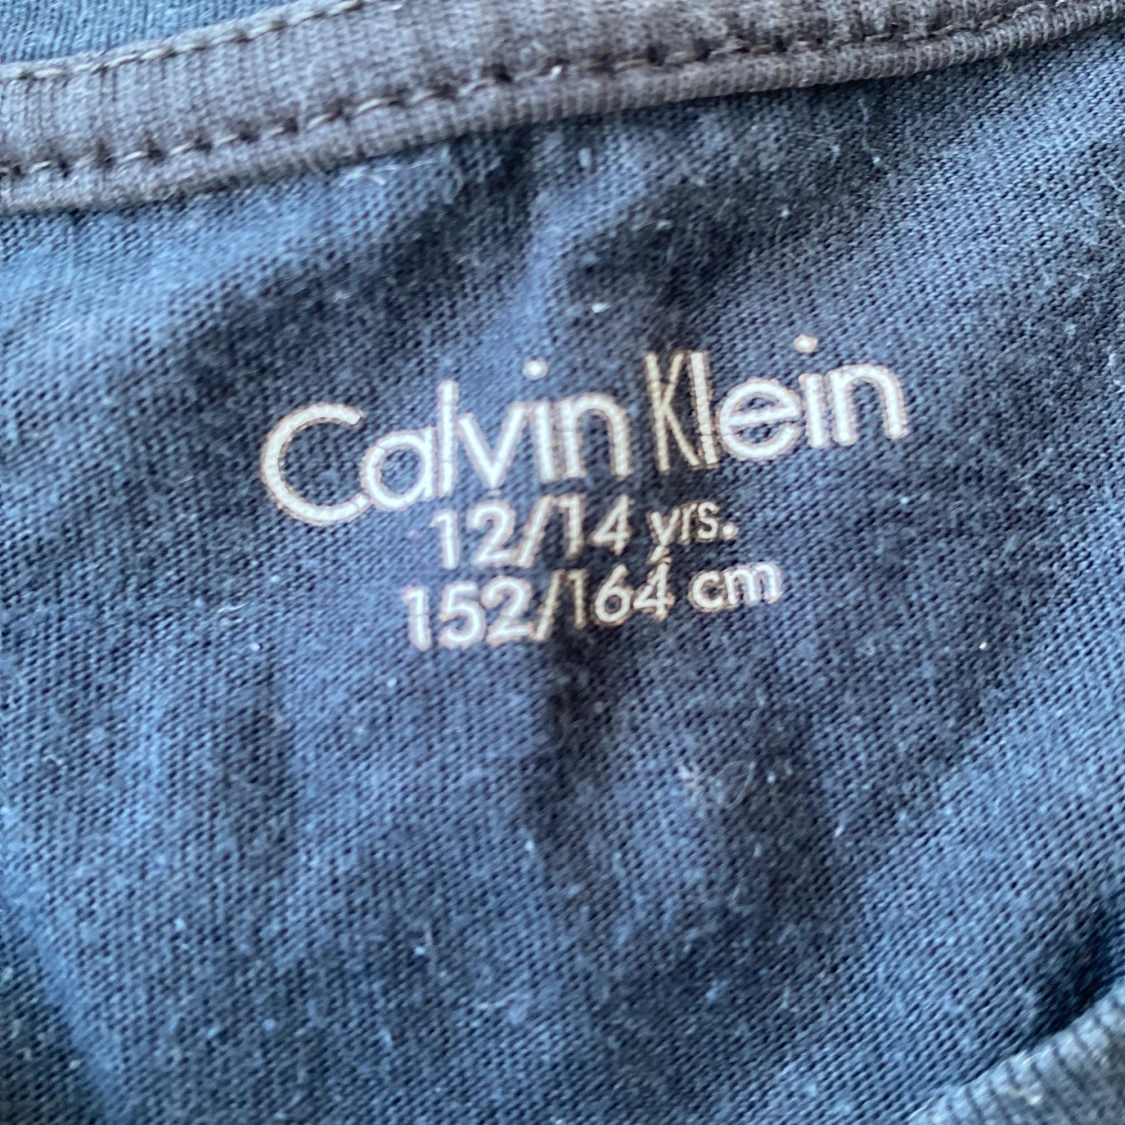 Calvin Klein
12/14 yrs.
152/164 cm